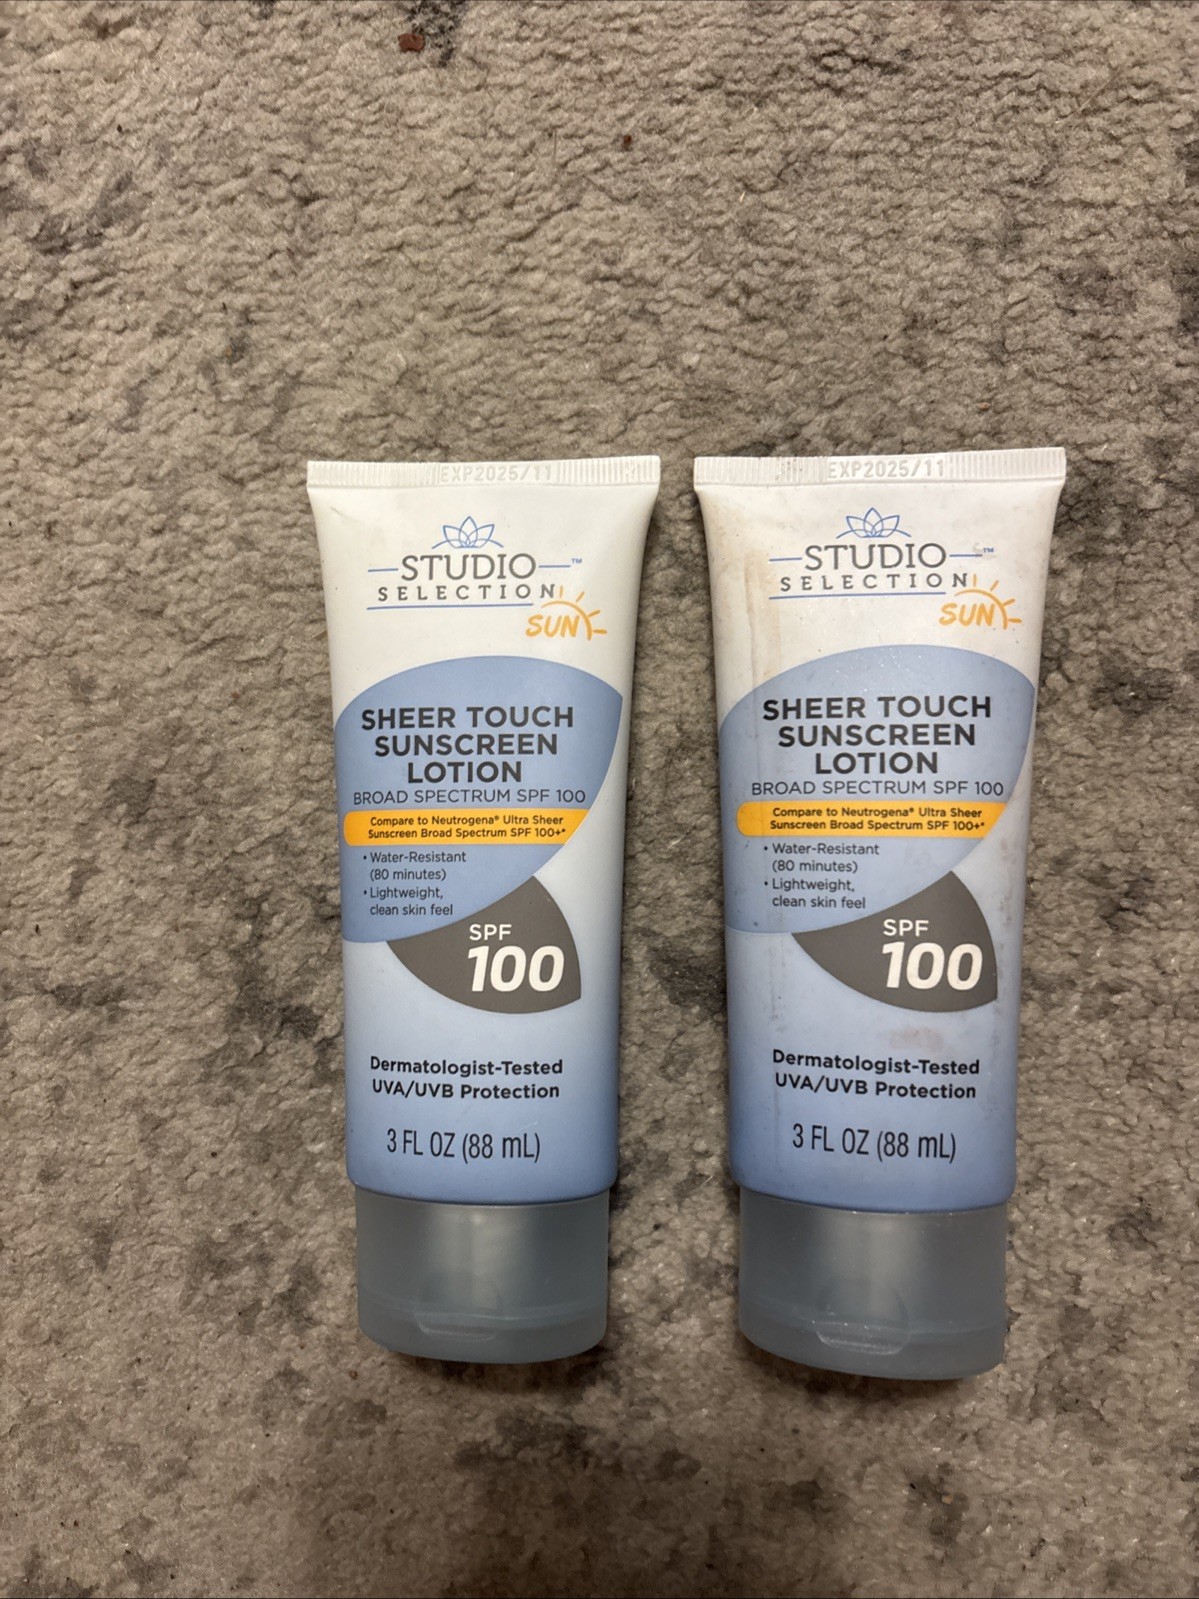 EXP2025/11
STUDIO™
SELECTION
SUN
SHEER TOUCH
SUNSCREEN
LOTION
BROAD SPECTRUM SPF 100
Compare to Neutrogena® Ultra Sheer
Sunscreen Broad Spectrum SPF 100+*
• Water-Resistant
(80 minutes)
• Lightweight,
clean skin feel
SPF
100
Dermatologist-Tested
UVA/UVB Protection
3 FL OZ (88 mL)
EXP2025/11
STUDIO™
SELECTION
SUN
SHEER TOUCH
SUNSCREEN
LOTION
BROAD SPECTRUM SPF 100
Compare to Neutrogena® Ultra Sheer
Sunscreen Broad Spectrum SPF 100+*
• Water-Resistant
(80 minutes)
• Lightweight,
clean skin feel
SPF
100
Dermatologist-Tested
UVA/UVB Protection
3 FL OZ (88 mL)